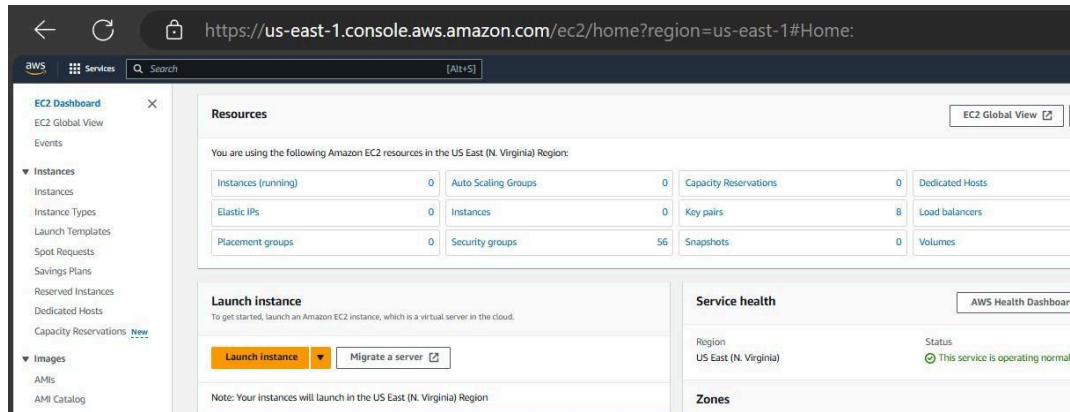 https://us-east-1.console.aws.amazon.com/ec2/home?region=us-east-1#Home:
aws Services Search [Alt+S]
EC2 Dashboard
EC2 Global View
Events
Instances
Instances
Instance Types
Launch Templates
Spot Requests
Savings Plans
Reserved Instances
Dedicated Hosts
Capacity Reservations New
Images
AMIs
AMI Catalog
Resources
EC2 Global View
You are using the following Amazon EC2 resources in the US East (N. Virginia) Region:
Instances (running) 0 Auto Scaling Groups 0 Capacity Reservations 0 Dedicated Hosts
Elastic IPs 0 Instances 0 Key pairs 8 Load balancers
Placement groups 0 Security groups 56 Snapshots 0 Volumes
Launch instance
To get started, launch an Amazon EC2 instance, which is a virtual server in the cloud.
Launch instance Migrate a server
Note: Your instances will launch in the US East (N. Virginia) Region
Service health
AWS Health Dashboar
Region Status
US East (N. Virginia) This service is operating normal
Zones